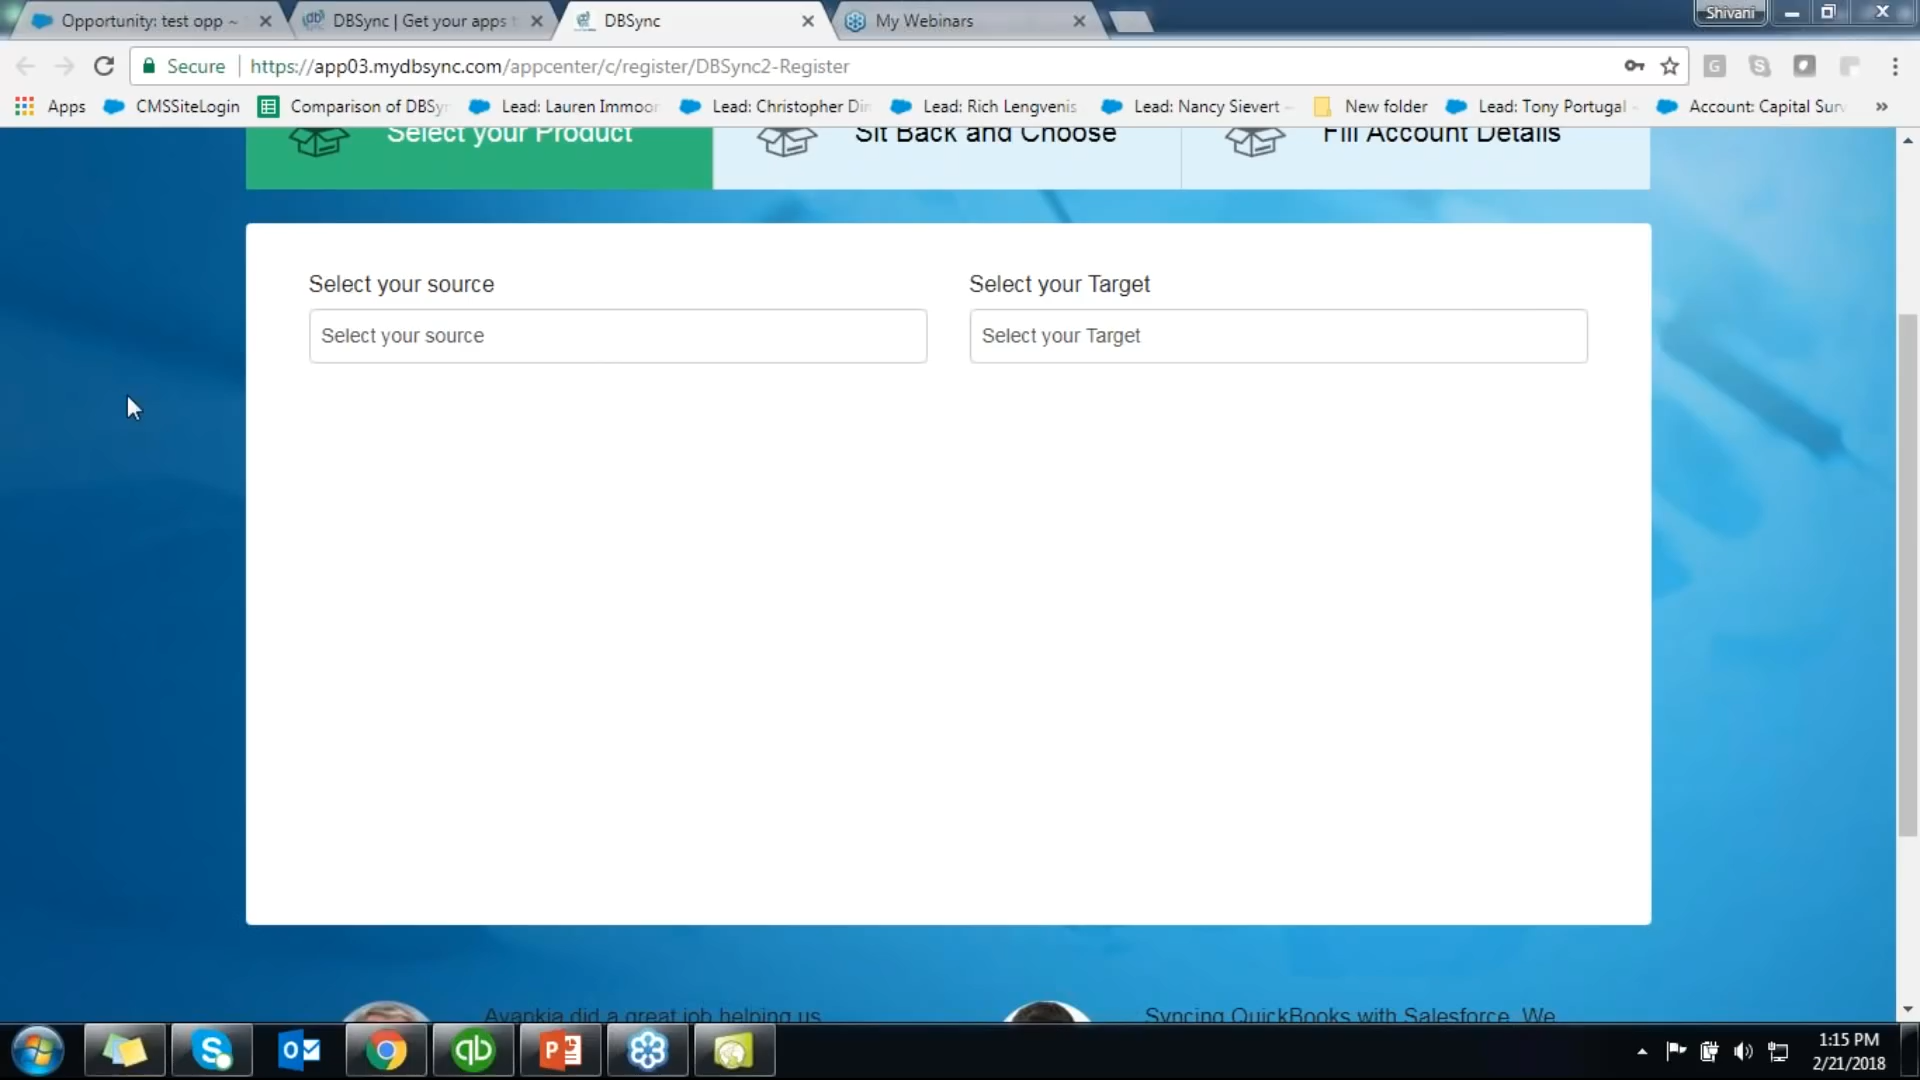 Opportunity: test opp ~
DBSync | Get your apps t
DBSync
My Webinars
Shivani
Secure
https://app03.mydbsync.com/appcenter/c/register/DBSync2-Register
Apps
CMSSiteLogin
Comparison of DBSy
Lead: Lauren Immoor
Lead: Christopher Di
Lead: Rich Lengvenis
Lead: Nancy Sievert ~
New folder
Lead: Tony Portugal
Account: Capital Surv
»
Select your Product
Sit Back and Choose
Fill Account Details
Select your source
Select your Target
Select your source
Select your Target
Avankia did a great job helping us
Syncing QuickBooks with Salesforce. We
1:15 PM
2/21/2018